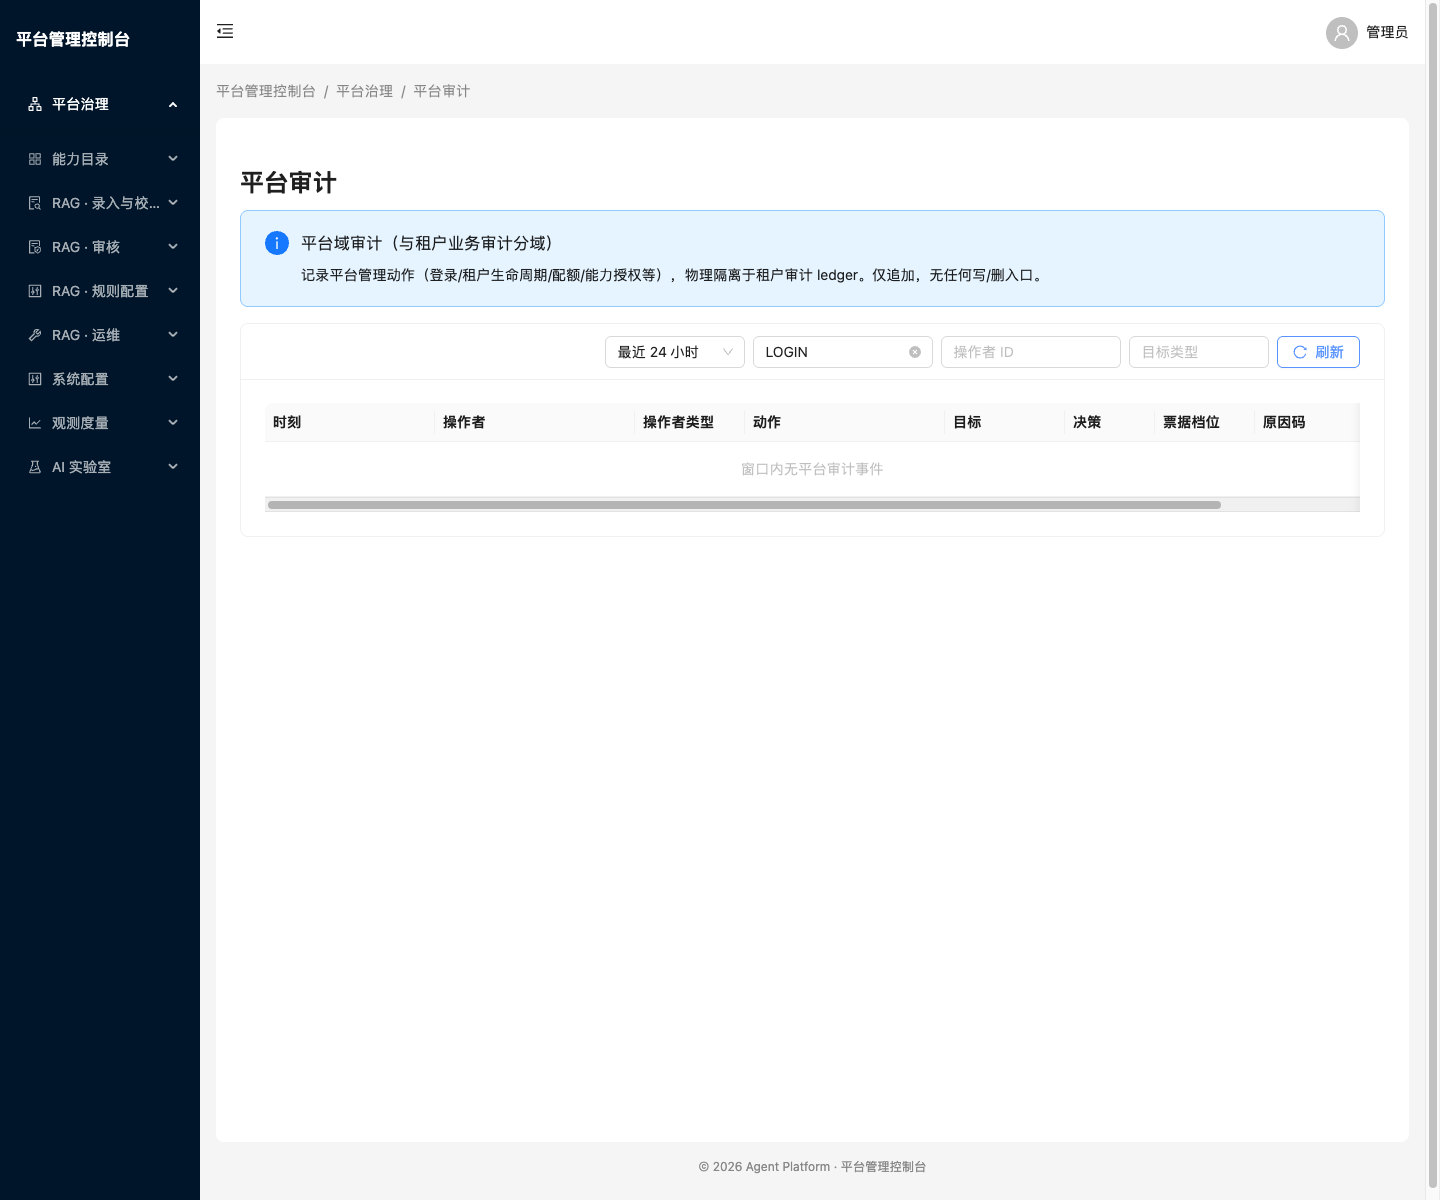 平台管理控制台
管理员
平台治理
能力目录
RAG · 录入与校...
RAG · 审核
RAG · 规则配置
RAG · 运维
系统配置
观测度量
AI 实验室
平台管理控制台 / 平台治理 / 平台审计
平台审计
平台域审计（与租户业务审计分域）
记录平台管理动作（登录/租户生命周期/配额/能力授权等），物理隔离于租户审计 ledger。仅追加，无任何写/删入口。
最近 24 小时 LOGIN 操作者 ID 目标类型 刷新
时刻 操作者 操作者类型 动作 目标 决策 票据档位 原因码
窗口内无平台审计事件
© 2026 Agent Platform · 平台管理控制台